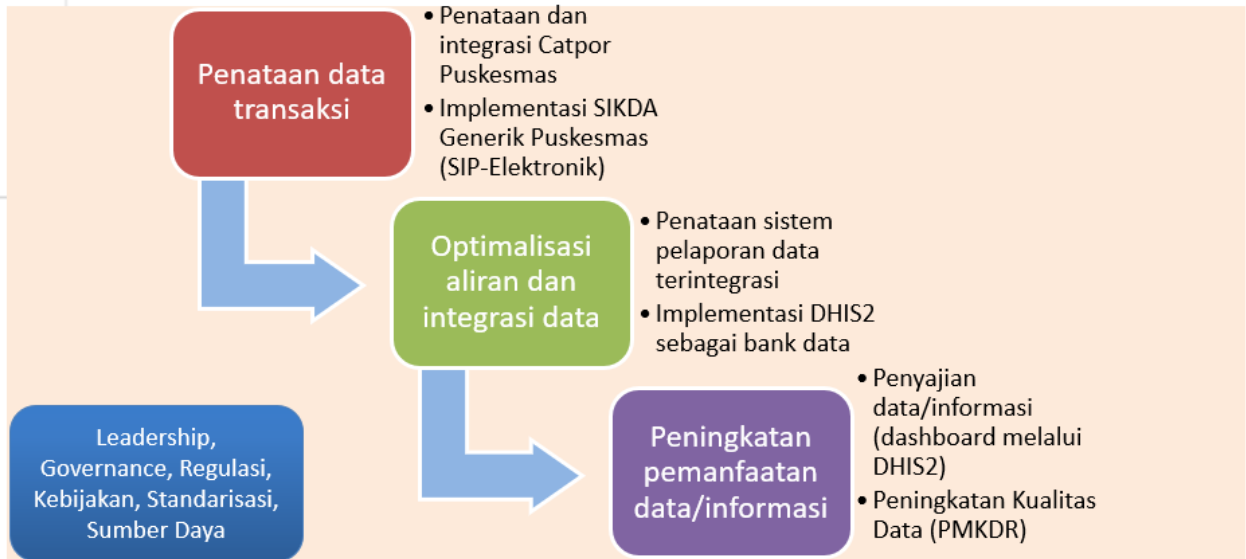 Penataan data
transaksi
• Penataan dan
integrasi Catpor
Puskesmas
• Implementasi SIKDA
Generik Puskesmas
(SIP-Elektronik)
Optimalisasi
aliran dan
integrasi data
• Penataan sistem
pelaporan data
terintegrasi
• Implementasi DHIS2
sebagai bank data
Leadership,
Governance, Regulasi,
Kebijakan, Standarisasi,
Sumber Daya
Peningkatan
pemanfaatan
data/informasi
• Penyajian
data/informasi
(dashboard melalui
DHIS2)
• Peningkatan Kualitas
Data (PMKDR)